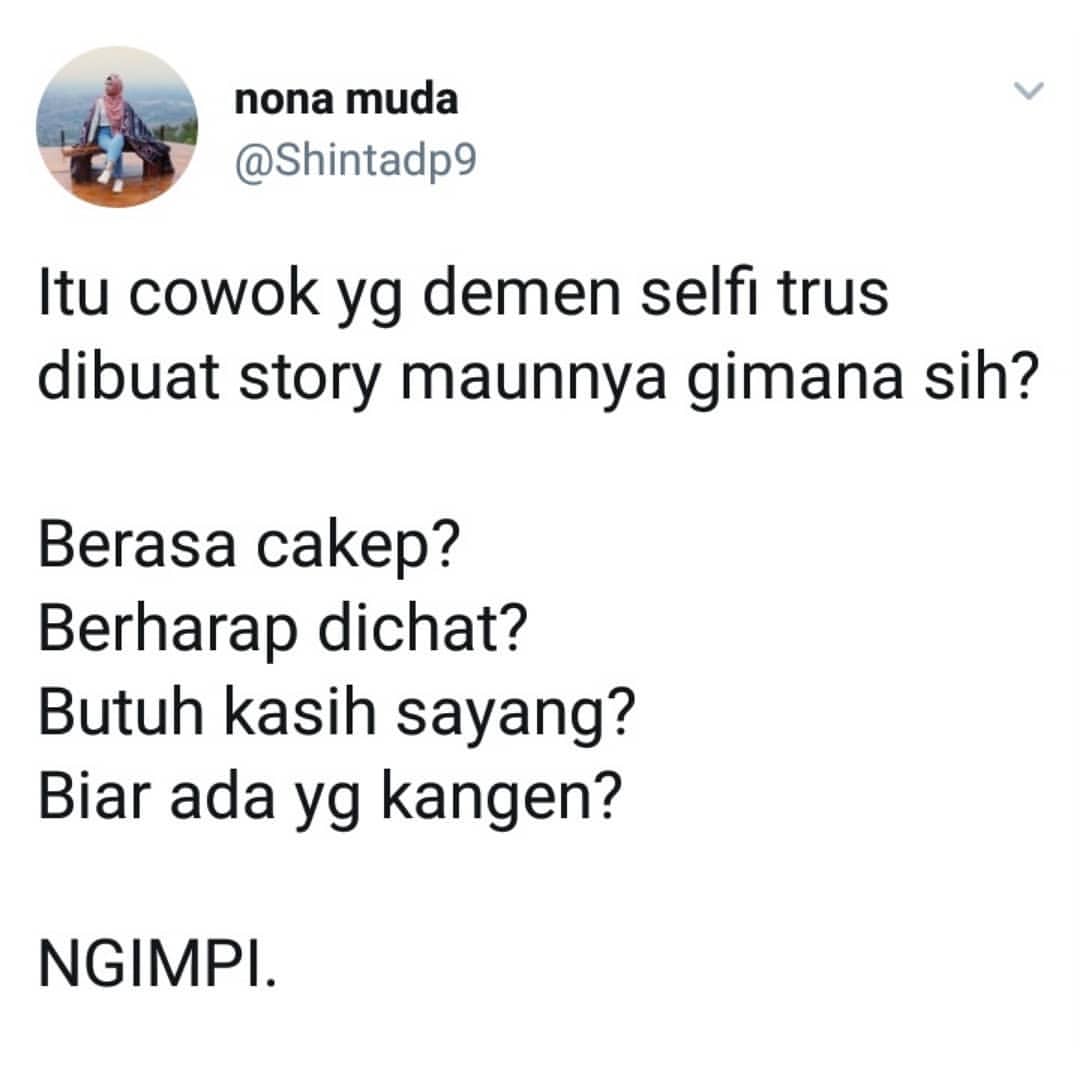 nona muda
@Shintadp9
Itu cowok yg demen selfi trus
dibuat story maunnya gimana sih?
Berasa cakep?
Berharap dichat?
Butuh kasih sayang?
Biar ada yg kangen?
NGIMPI.